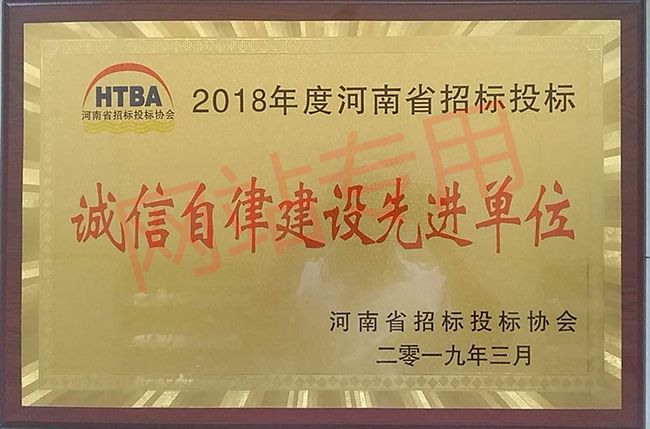 HTBA
河南省招标投标协会
2018年度河南省招标投标
诚信自律建设先进单位
网站专用
河南省招标投标协会
二零一九年三月